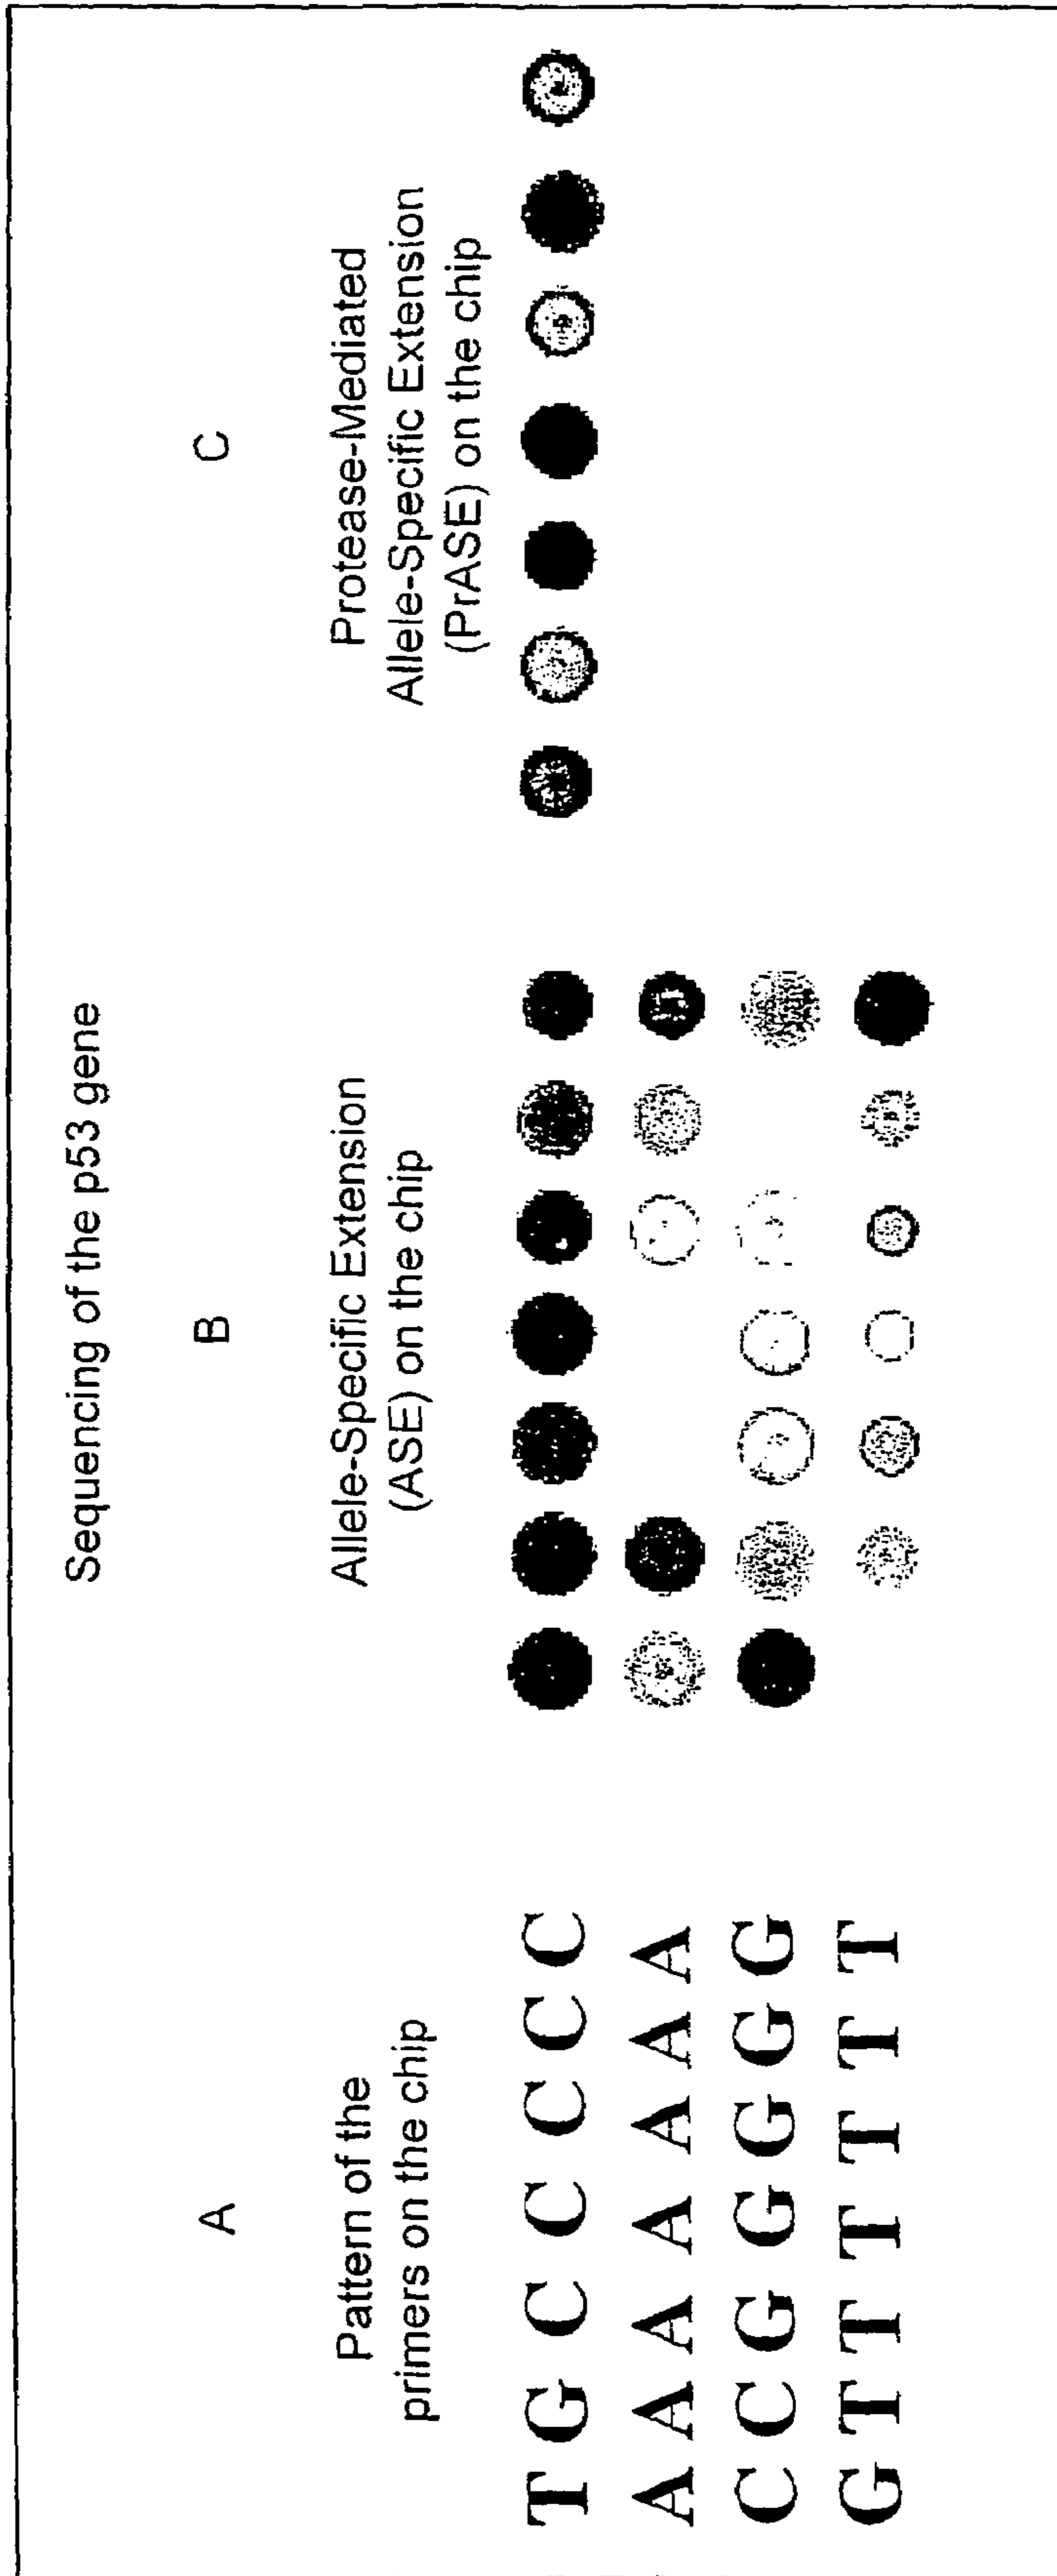 Sequencing of the p53 gene
A
B
C
Pattern of the
primers on the chip
Allele-Specific Extension
(ASE) on the chip
Protease-Mediated
Allele-Specific Extension
(PrASE) on the chip
T G C C C C C
A A A A A A A
C C G G G G G
G T T T T T T